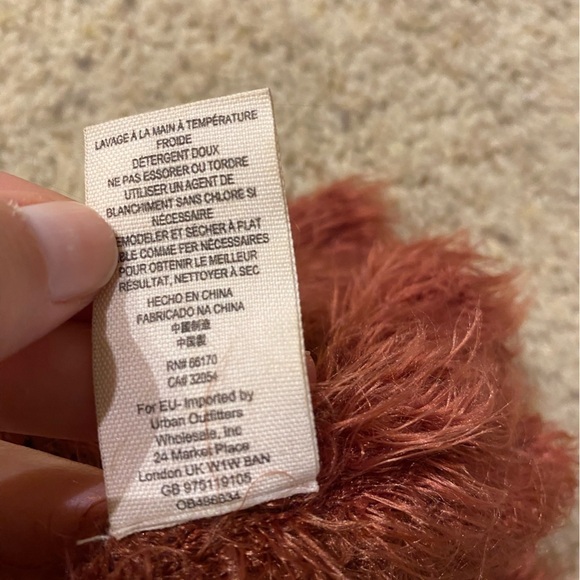 LAVAGE À LA MAIN À TEMPÉRATURE
FROIDE
DÉTERGENT DOUX
NE PAS ESSORER OU TORDRE
UTILISER UN AGENT DE
BLANCHIMENT SANS CHLORE SI
NÉCESSAIRE
EMODELER ET SÉCHER À PLAT
BLE COMME FER NÉCESSAIRES
POUR OBTENIR LE MEILLEUR
RÉSULTAT, NETTOYER À SEC
HECHO EN CHINA
FABRICADO NA CHINA
中國制造
中国製
RN# 66170
CA# 32054
For EU- Imported by
Urban Outfitters
Wholesale, Inc
24 Market Place
London UK W1W 8AN
GB 975119105